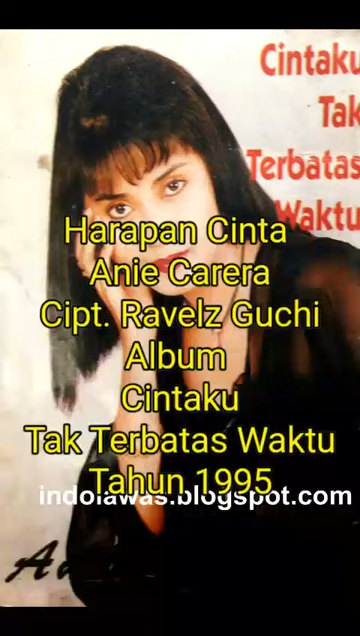 Cintaku
Tak
Terbatas
Waktu
Harapan Cinta
Anie Carera
Cipt. Ravelz Guchi
Album
Cintaku
Tak Terbatas Waktu
Tahun 1995
indolawas.blogspot.com